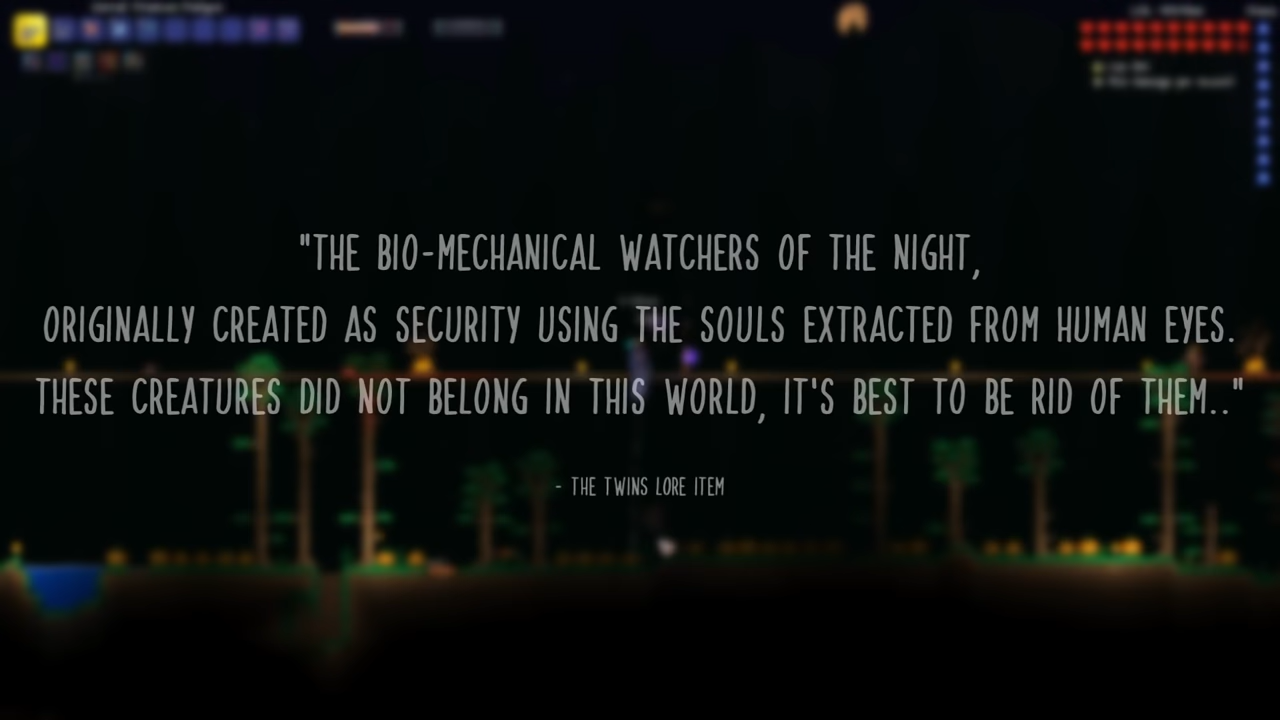 "THE BIO-MECHANICAL WATCHERS OF THE NIGHT,
ORIGINALLY CREATED AS SECURITY USING THE SOULS EXTRACTED FROM HUMAN EYES.
THESE CREATURES DID NOT BELONG IN THIS WORLD, IT'S BEST TO BE RID OF THEM.."
- THE TWINS LORE ITEM